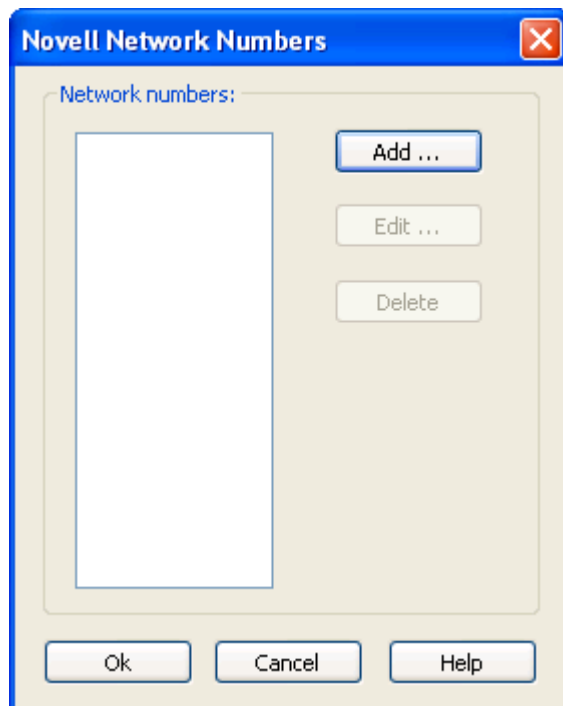 Novell Network Numbers
Network numbers:
Add ...
Edit ...
Delete
Ok
Cancel
Help